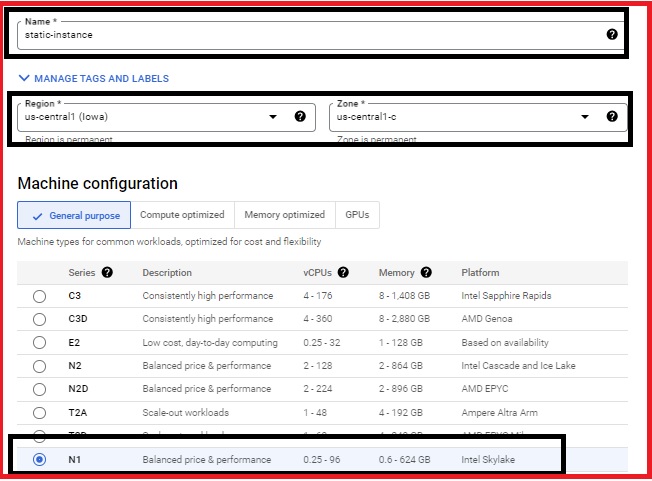 Name *
static-instance
MANAGE TAGS AND LABELS
Region * Zone *
us-central1 (Iowa) us-central1-c
Region is permanent Zone is permanent
Machine configuration
General purpose Compute optimized Memory optimized GPUs
Machine types for common workloads, optimized for cost and flexibility
Series Description vCPUs Memory Platform
C3 Consistently high performance 4 - 176 8 - 1,408 GB Intel Sapphire Rapids
C3D Consistently high performance 4 - 360 8 - 2,880 GB AMD Genoa
E2 Low cost, day-to-day computing 0.25 - 32 1 - 128 GB Based on availability
N2 Balanced price & performance 2 - 128 2 - 864 GB Intel Cascade and Ice Lake
N2D Balanced price & performance 2 - 224 2 - 896 GB AMD EPYC
T2A Scale-out workloads 1 - 48 4 - 192 GB Ampere Altra Arm
N1 Balanced price & performance 0.25 - 96 0.6 - 624 GB Intel Skylake